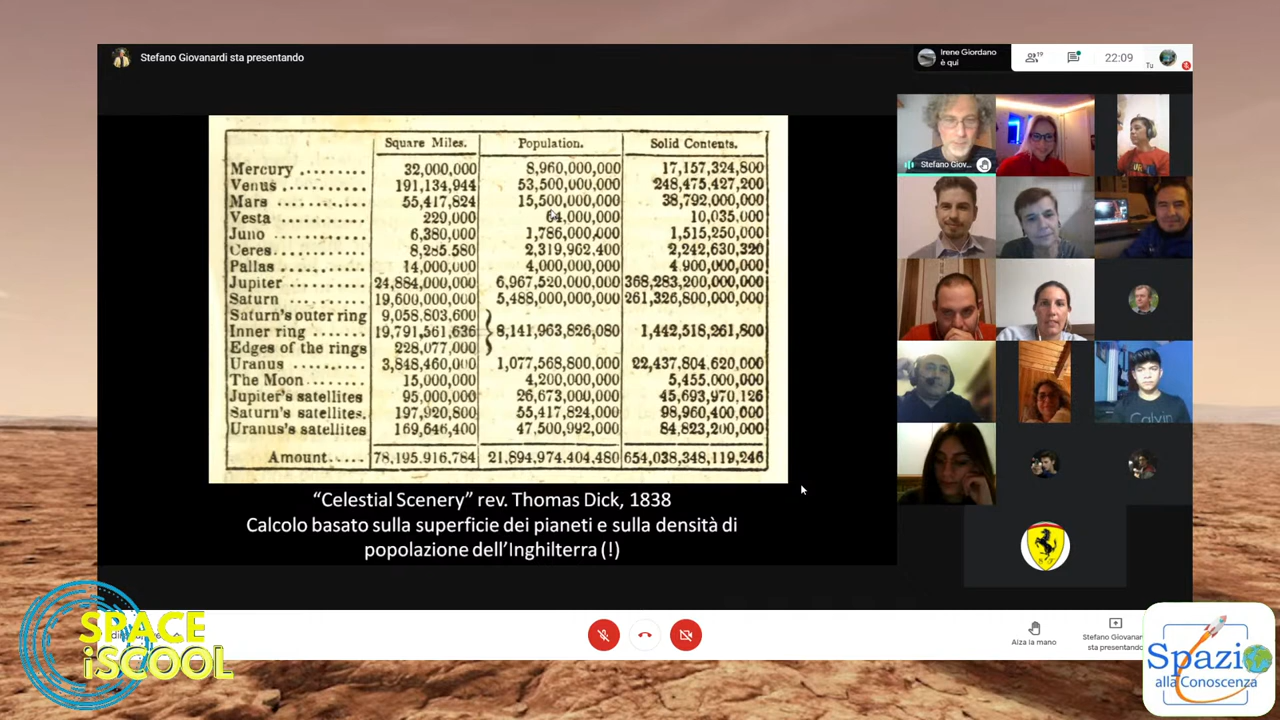 Stefano Giovanardi sta presentando
Irene Giordano
è qui
19
22:09
Tu
Stefano Giov...
Square Miles. Population. Solid Contents.
Mercury ......... 32,000,000 8,960,000,000 17,157,324,800
Venus ........... 191,134,944 53,500,000,000 248,475,427,200
Mars ............ 55,417,824 15,500,000,000 38,792,000,000
Vesta ........... 229,000 64,000,000 10,035,000
Juno ............ 6,380,000 1,786,000,000 1,515,250,000
Ceres ........... 8,285,580 2,319,962,400 2,242,630,320
Pallas .......... 14,000,000 4,000,000,000 4,900,000,000
Jupiter ......... 24,884,000,000 6,967,520,000,000 368,283,200,000,000
Saturn .......... 19,600,000,000 5,488,000,000,000 261,326,800,000,000
Saturn's outer ring 9,058,803,600
Inner ring ...... 19,791,561,636 8,141,963,826,080 1,442,518,261,800
Edges of the rings 228,077,000
Uranus .......... 3,848,460,000 1,077,568,800,000 22,437,804,620,000
The Moon ........ 15,000,000 4,200,000,000 5,455,000,000
Jupiter's satellites 95,000,000 26,673,000,000 45,693,970,126
Saturn's satellites. 197,920,800 55,417,824,000 98,960,400,000
Uranus's satellites 169,646,400 47,500,992,000 84,823,200,000
Amount..... 78,195,916,784 21,894,974,404,480 654,038,348,119,246
"Celestial Scenery" rev. Thomas Dick, 1838
Calcolo basato sulla superficie dei pianeti e sulla densità di
popolazione dell'Inghilterra (!)
Calvin
Alza la mano
Stefano Giovanar
sta presentando
SPACE
iSCOOL
Spazio
alla Conoscenza